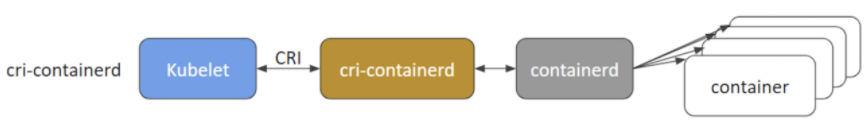 cri-containerd
Kubelet
CRI
cri-containerd
containerd
container